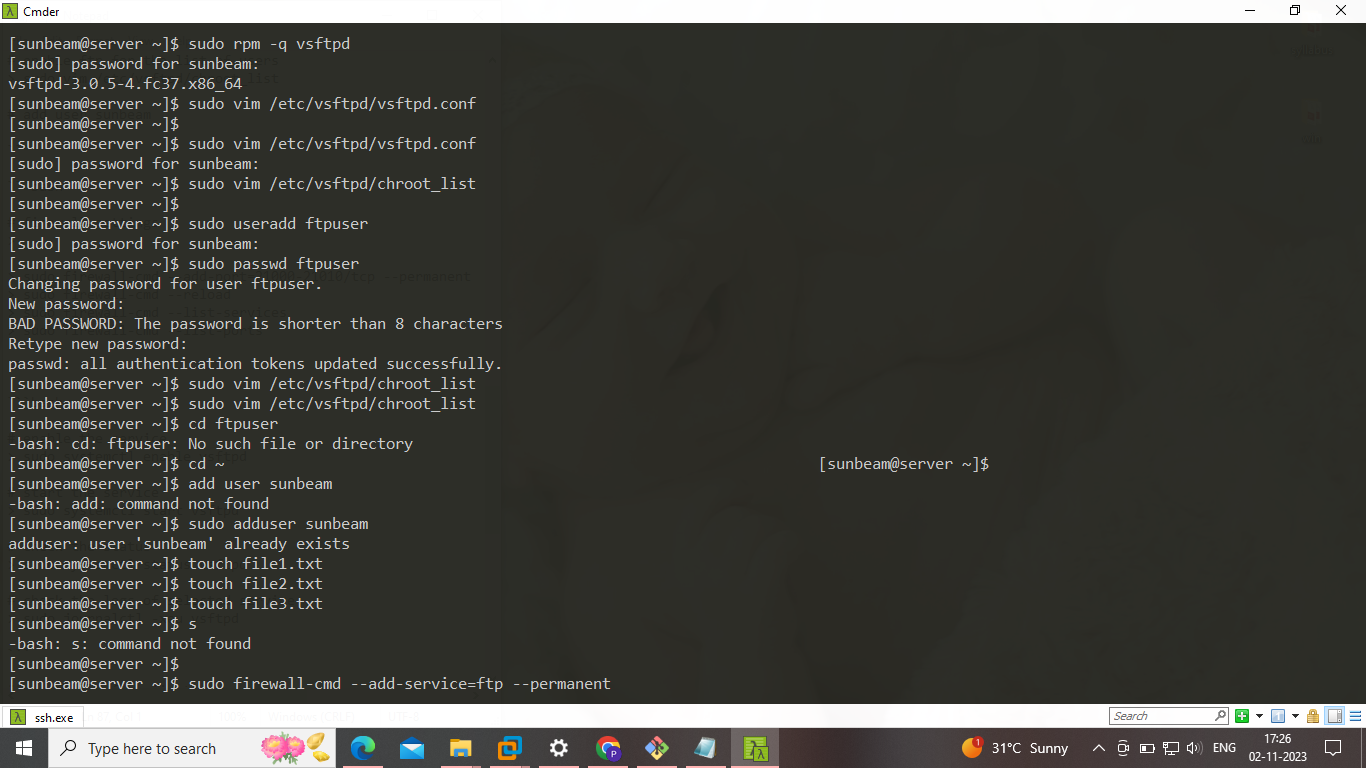 Cmder
[sunbeam@server ~]$ sudo rpm -q vsftpd
[sudo] password for sunbeam:
vsftpd-3.0.5-4.fc37.x86_64
[sunbeam@server ~]$ sudo vim /etc/vsftpd/vsftpd.conf
[sunbeam@server ~]$
[sunbeam@server ~]$ sudo vim /etc/vsftpd/vsftpd.conf
[sudo] password for sunbeam:
[sunbeam@server ~]$ sudo vim /etc/vsftpd/chroot_list
[sunbeam@server ~]$
[sunbeam@server ~]$ sudo useradd ftpuser
[sudo] password for sunbeam:
[sunbeam@server ~]$ sudo passwd ftpuser
Changing password for user ftpuser.
New password:
BAD PASSWORD: The password is shorter than 8 characters
Retype new password:
passwd: all authentication tokens updated successfully.
[sunbeam@server ~]$ sudo vim /etc/vsftpd/chroot_list
[sunbeam@server ~]$ sudo vim /etc/vsftpd/chroot_list
[sunbeam@server ~]$ cd ftpuser
-bash: cd: ftpuser: No such file or directory
[sunbeam@server ~]$ cd ~ [sunbeam@server ~]$
[sunbeam@server ~]$ add user sunbeam
-bash: add: command not found
[sunbeam@server ~]$ sudo adduser sunbeam
adduser: user 'sunbeam' already exists
[sunbeam@server ~]$ touch file1.txt
[sunbeam@server ~]$ touch file2.txt
[sunbeam@server ~]$ touch file3.txt
[sunbeam@server ~]$ s
-bash: s: command not found
[sunbeam@server ~]$
[sunbeam@server ~]$ sudo firewall-cmd --add-service=ftp --permanent
ssh.exe
Search
Type here to search
31°C Sunny
ENG
17:26
02-11-2023